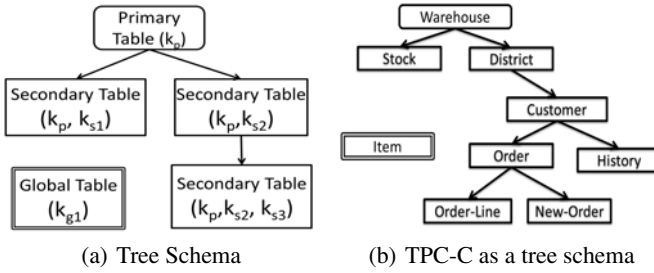 Primary
Table (kp)
Secondary Table
(kp, ks1)
Secondary Table
(kp,ks2)
Global Table
(kg1)
Secondary Table
(kp,ks2, ks3)
(a) Tree Schema
Warehouse
Stock
District
Customer
Item
Order
History
Order-Line
New-Order
(b) TPC-C as a tree schema